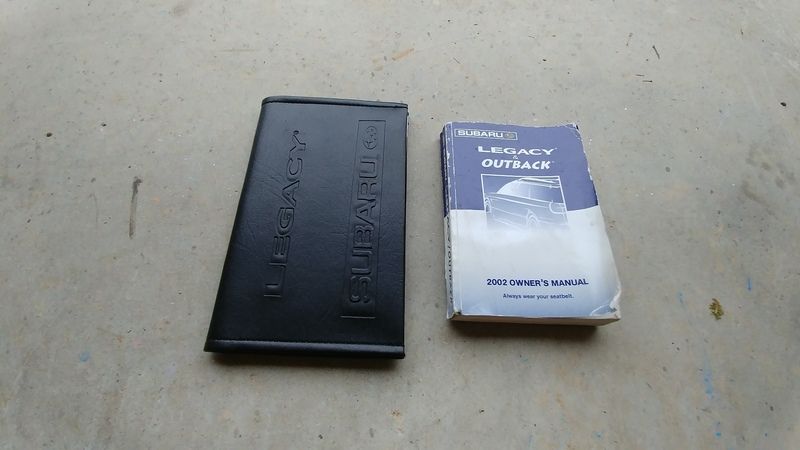 LEGACY
SUBARU
SUBARU
LEGACY
&
OUTBACK
2002 OWNER'S MANUAL
Always wear your seatbelt.